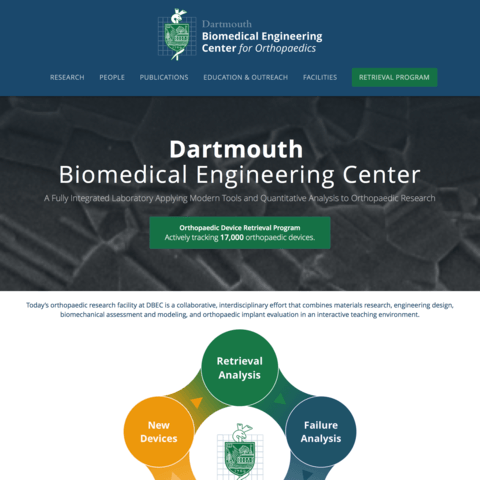 Dartmouth
Biomedical Engineering
Center for Orthopaedics
RESEARCH PEOPLE PUBLICATIONS EDUCATION & OUTREACH FACILITIES RETRIEVAL PROGRAM
Dartmouth
Biomedical Engineering Center
A Fully Integrated Laboratory Applying Modern Tools and Quantitative Analysis to Orthopaedic Research
Orthopaedic Device Retrieval Program
Actively tracking 17,000 orthopaedic devices.
Today's orthopaedic research facility at DBEC is a collaborative, interdisciplinary effort that combines materials research, engineering design,
biomechanical assessment and modeling, and orthopaedic implant evaluation in an interactive teaching environment.
Retrieval
Analysis
New
Devices
Failure
Analysis